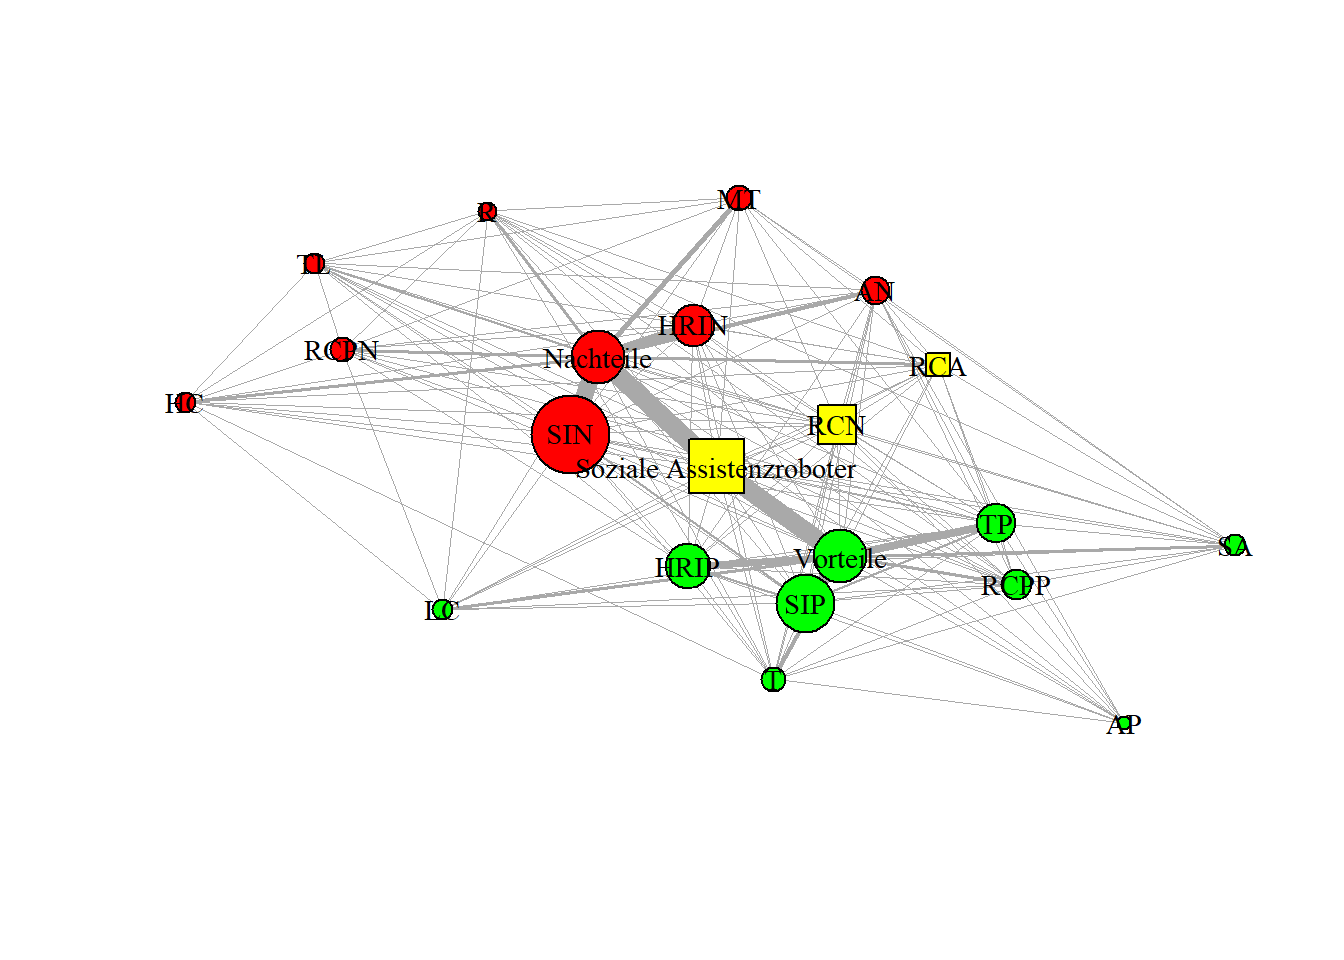 MT
R
TL
AN
HRIN
RCPN
Nachteile
RCA
HC
RCN
SIN
Soziale Assistenzroboter
TP
SA
Vorteile
HRIP
RCPP
SIP
LC
T
AP